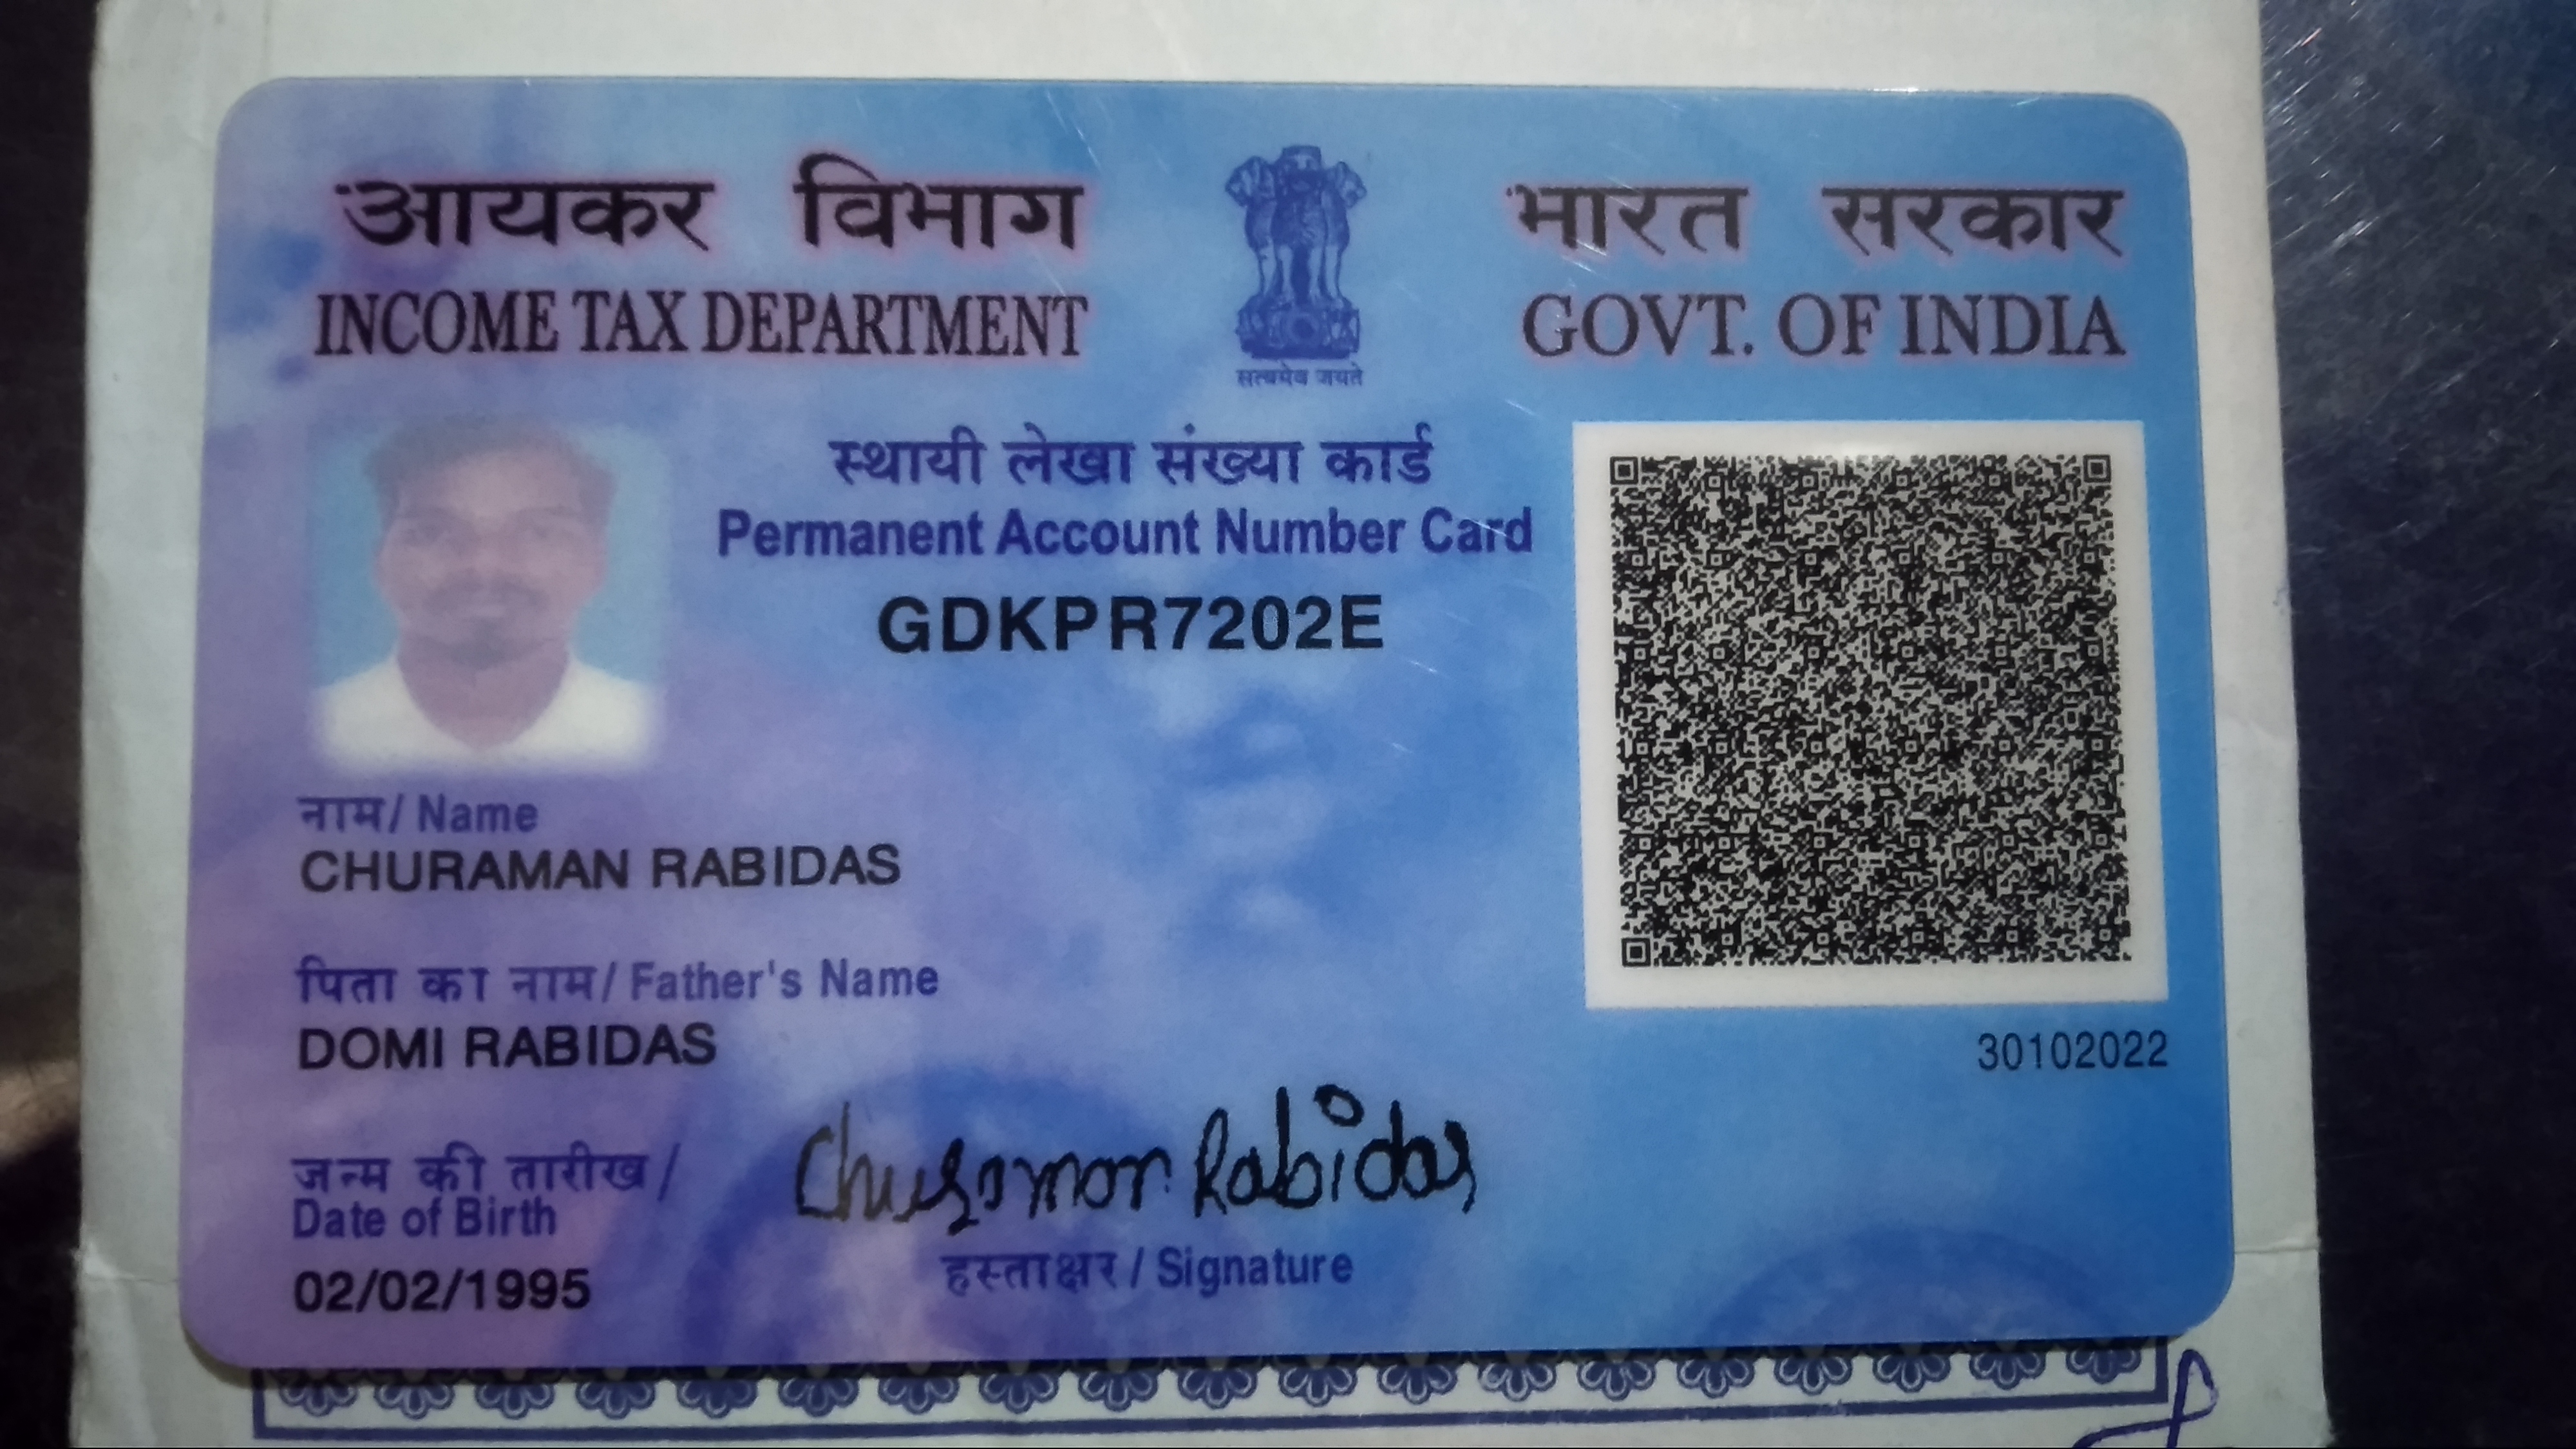 आयकर विभाग
INCOME TAX DEPARTMENT
सत्यमेव जयते
भारत सरकार
GOVT. OF INDIA
स्थायी लेखा संख्या कार्ड
Permanent Account Number Card
GDKPR7202E
नाम/ Name
CHURAMAN RABIDAS
पिता का नाम/ Father's Name
DOMI RABIDAS
30102022
जन्म की तारीख/
Date of Birth
02/02/1995
Churaman Rabidas
हस्ताक्षर/ Signature